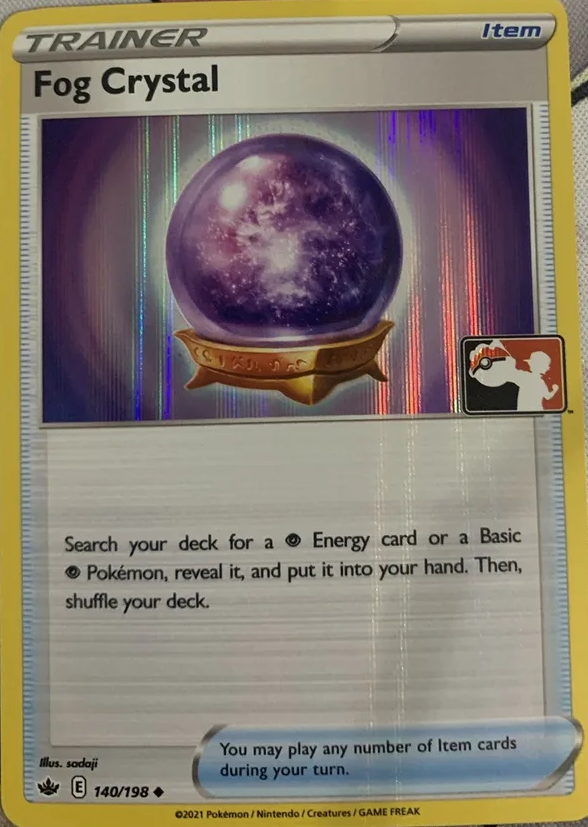 TRAINER
Item
Fog Crystal
Search your deck for a Energy card or a Basic
Pokémon, reveal it, and put it into your hand. Then,
shuffle your deck.
You may play any number of Item cards
during your turn.
Illus. sadaji
E 140/198
©2021 Pokémon / Nintendo / Creatures / GAME FREAK